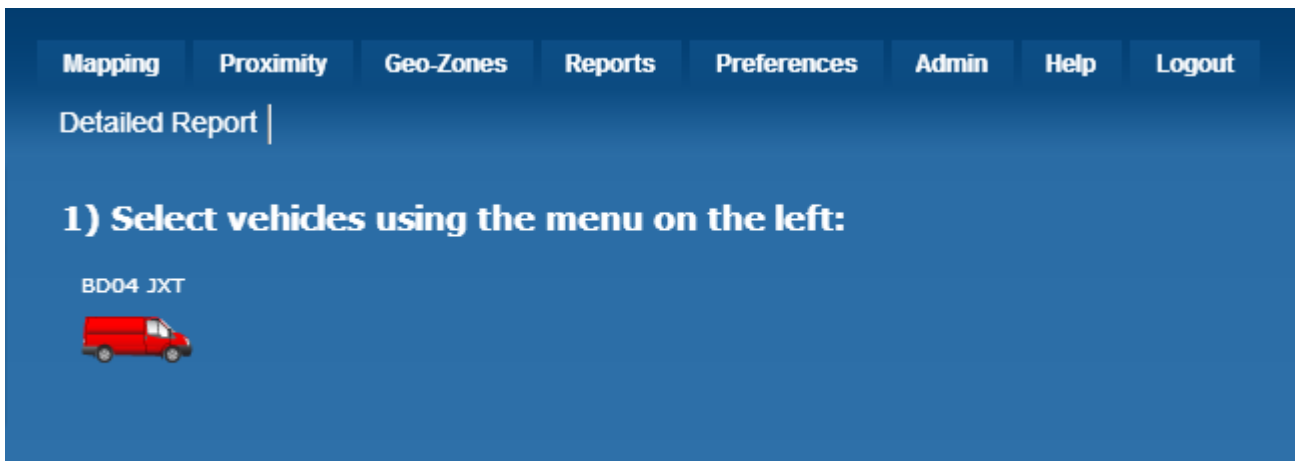 Mapping Proximity Geo-Zones Reports Preferences Admin Help Logout
Detailed Report
1) Select vehicles using the menu on the left:
BD04 JXT